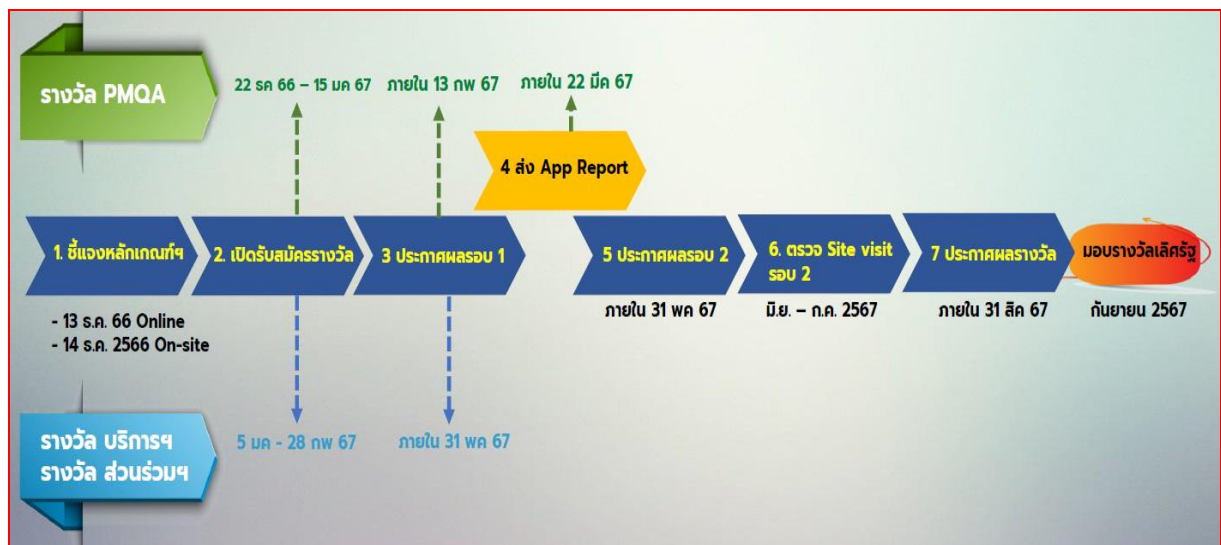 รางวัล PMQA
22 ธค 66 – 15 มค 67
ภายใน 13 กพ 67
ภายใน 22 มีค 67
4 ส่ง App Report
1. ชี้แจงหลักเกณฑ์ฯ
2. เปิดรับสมัครรางวัล
3 ประกาศผลรอบ 1
5 ประกาศผลรอบ 2
6. ตรวจ Site visit
รอบ 2
7 ประกาศผลรางวัล
มอบรางวัลเลิศรัฐ
- 13 ธ.ค. 66 Online
- 14 ธ.ค. 2566 On-site
ภายใน 31 พค 67
มิ.ย. – ก.ค. 2567
ภายใน 31 สิค 67
กันยายน 2567
รางวัล บริการฯ
รางวัล ส่วนร่วมฯ
5 มค - 28 กพ 67
ภายใน 31 พค 67